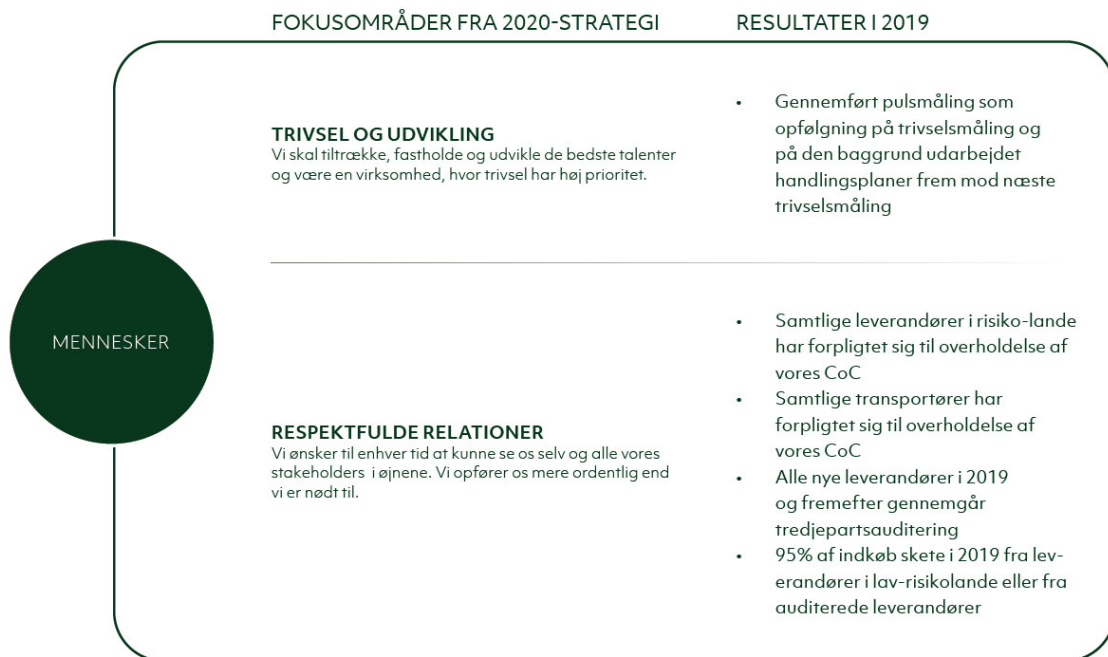 FOKUSOMRÅDER FRA 2020-STRATEGI
RESULTATER I 2019
MENNESKER
TRIVSEL OG UDVIKLING
Vi skal tiltrække, fastholde og udvikle de bedste talenter
og være en virksomhed, hvor trivsel har høj prioritet.
• Gennemført pulsmåling som
opfølgning på trivselsmåling og
på den baggrund udarbejdet
handlingsplaner frem mod næste
trivselsmåling
RESPEKTFULDE RELATIONER
Vi ønsker til enhver tid at kunne se os selv og alle vores
stakeholders i øjnene. Vi opfører os mere ordentlig end
vi er nødt til.
• Samtlige leverandører i risiko-lande
har forpligtet sig til overholdelse af
vores CoC
• Samtlige transportører har
forpligtet sig til overholdelse af
vores CoC
• Alle nye leverandører i 2019
og fremefter gennemgår
tredjepartsauditering
• 95% af indkøb skete i 2019 fra lev-
erandører i lav-risikolande eller fra
auditerede leverandører